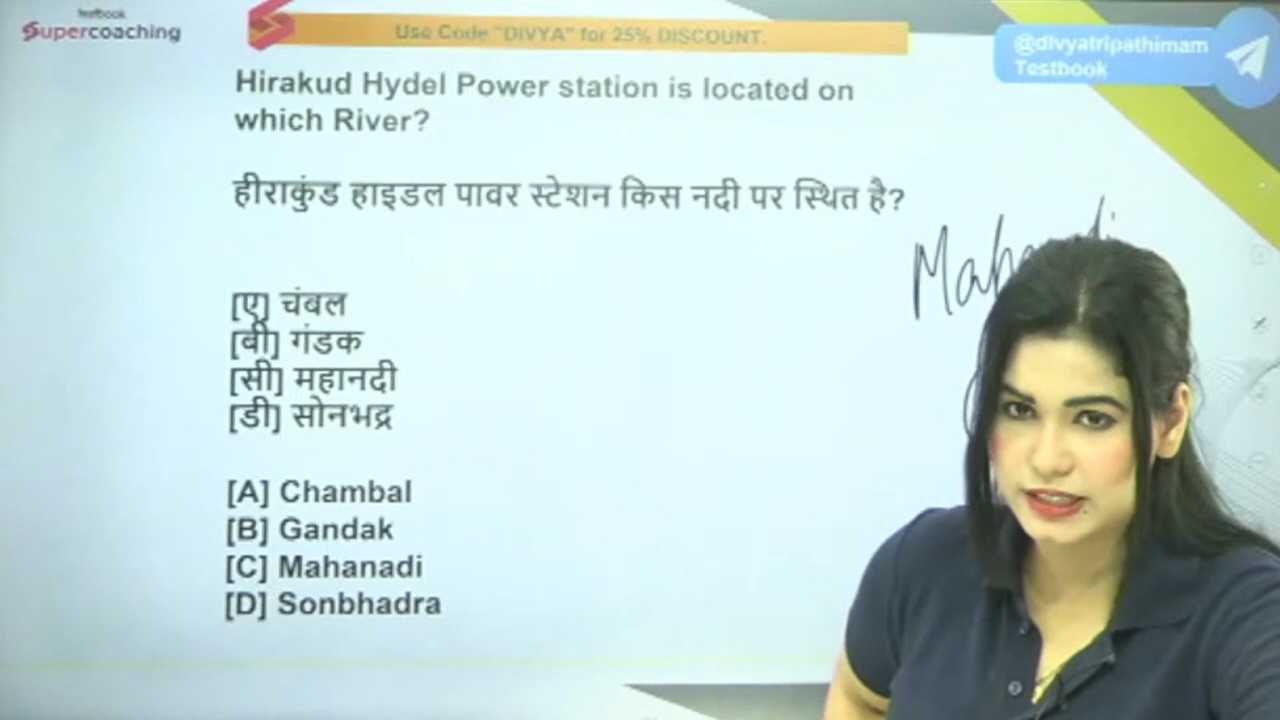 testbook
Supercoaching
Use Code "DIVYA" for 25% DISCOUNT.
@divyatripathimam
Testbook
Hirakud Hydel Power station is located on
which River?
हीराकुंड हाइडल पावर स्टेशन किस नदी पर स्थित है?
[ए] चंबल
[बी] गंडक
[सी] महानदी
[डी] सोनभद्र
[A] Chambal
[B] Gandak
[C] Mahanadi
[D] Sonbhadra